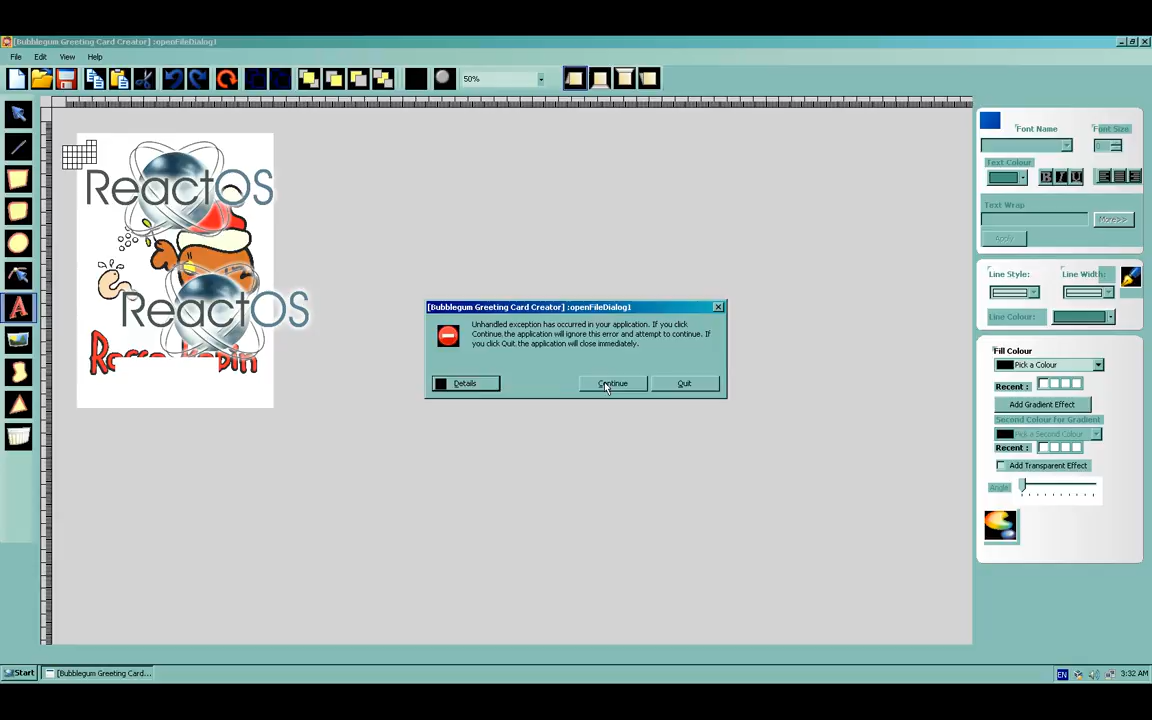 [Bubblegum Greeting Card Creator] :openFileDialog1
File Edit View Help
50%
ReactOS
ReactOS
Font Name Font Size
0
Text Colour
B I U
Text Wrap
More>>
Apply
Line Style: Line Width:
Line Colour:
Fill Colour
Pick a Colour
Recent :
Add Gradient Effect
Second Colour For Gradient
Pick a Second Colour
Recent :
Add Transparent Effect
Angle
[Bubblegum Greeting Card Creator] :openFileDialog1
Unhandled exception has occurred in your application. If you click
Continue, the application will ignore this error and attempt to continue. If
you click Quit, the application will close immediately.
Details Continue Quit
Start [Bubblegum Greeting Card... EN 3:32 AM